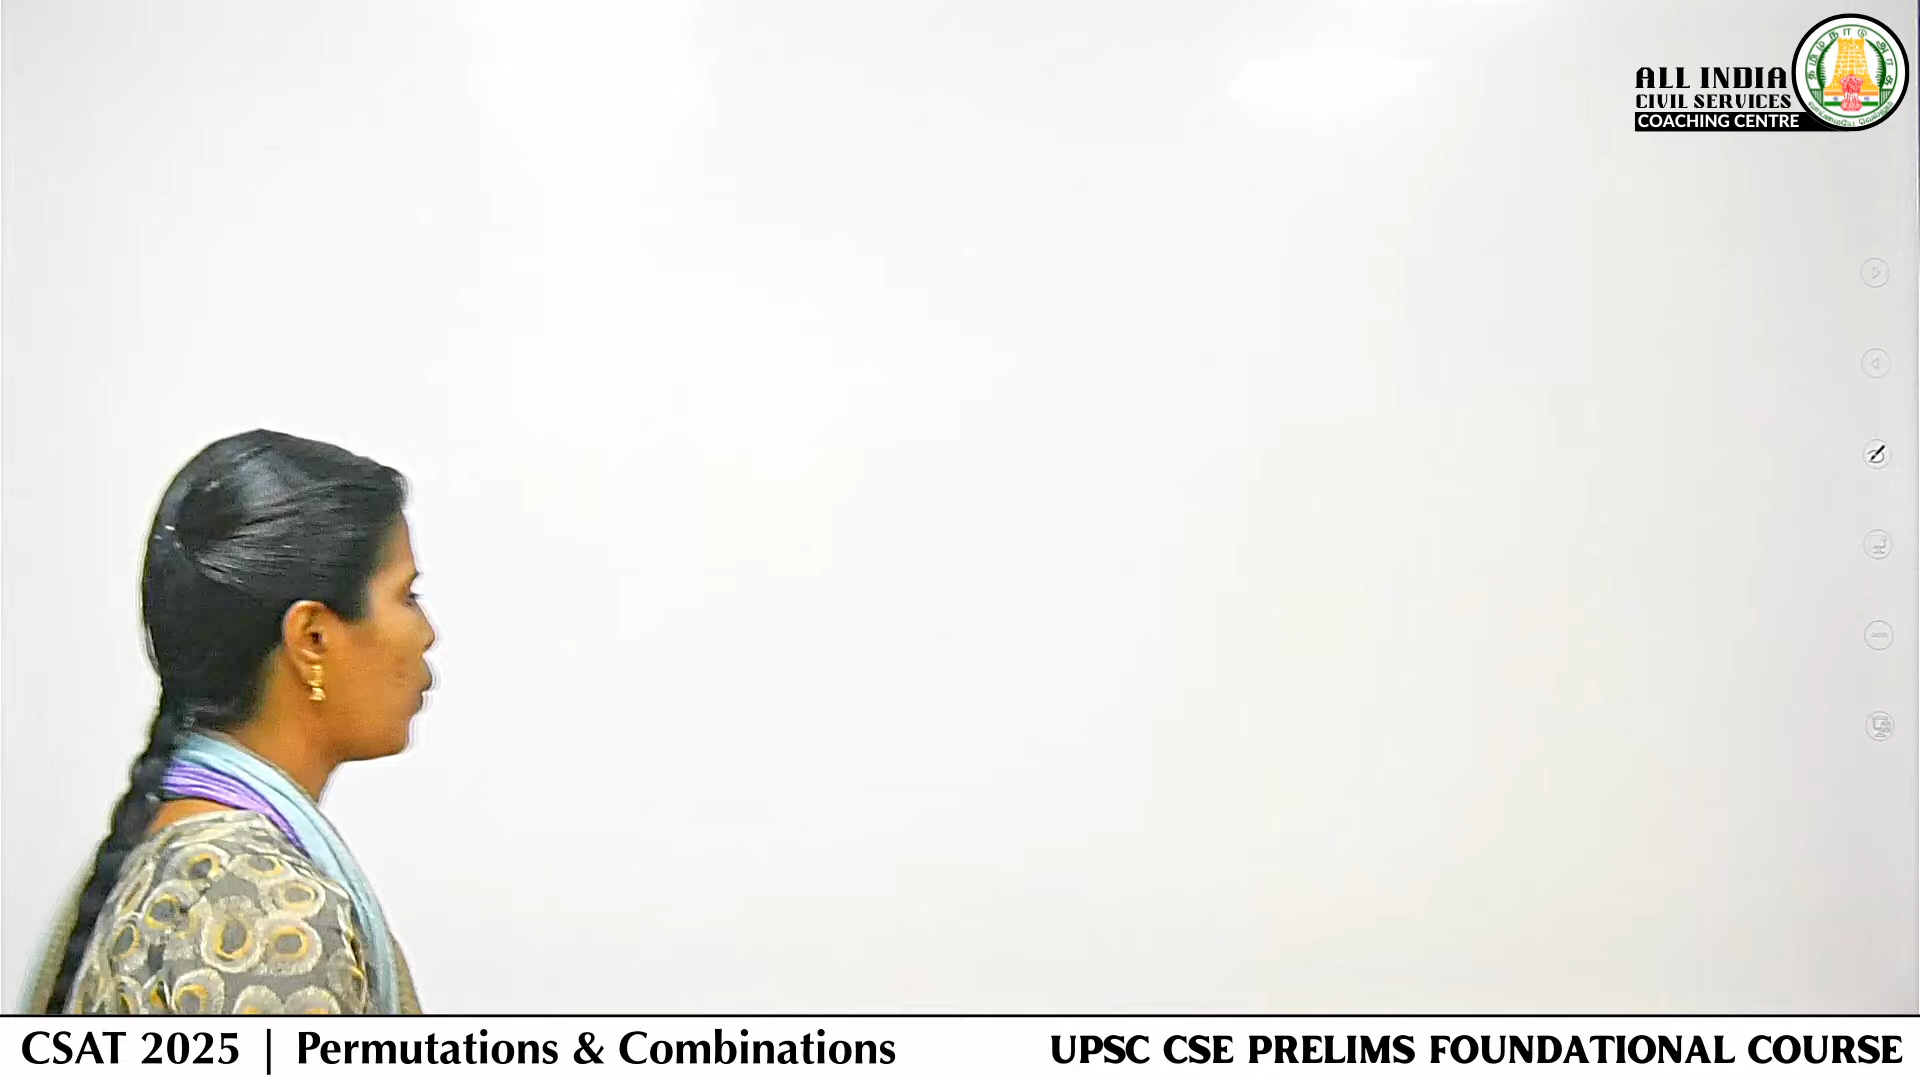 ALL INDIA
CIVIL SERVICES
COACHING CENTRE
CSAT 2025 | Permutations & Combinations
UPSC CSE PRELIMS FOUNDATIONAL COURSE